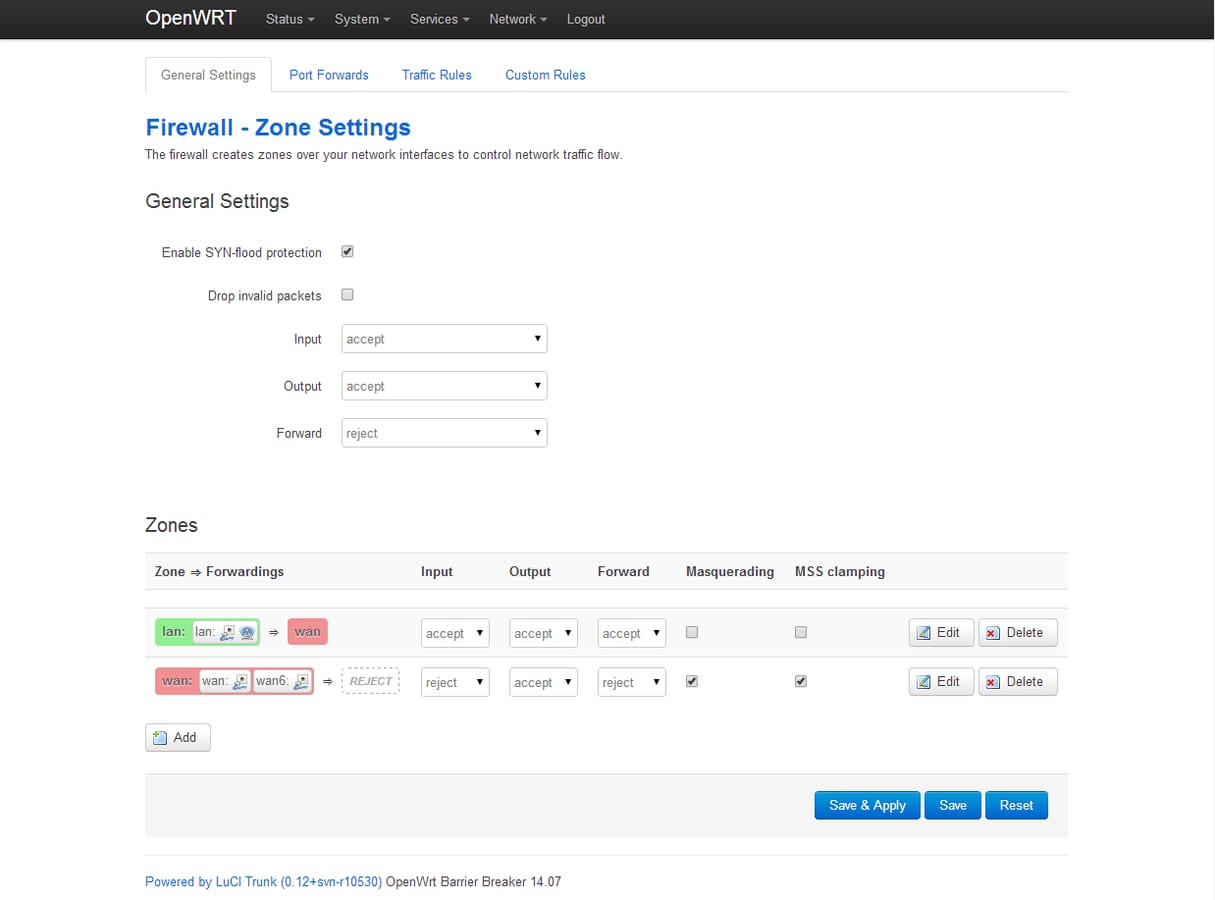 OpenWRT Status System Services Network Logout
General Settings Port Forwards Traffic Rules Custom Rules
Firewall - Zone Settings
The firewall creates zones over your network interfaces to control network traffic flow.
General Settings
Enable SYN-flood protection
Drop invalid packets
Input accept
Output accept
Forward reject
Zones
Zone ⇒ Forwardings Input Output Forward Masquerading MSS clamping
lan: lan: ⇒ wan accept accept accept Edit Delete
wan: wan: wan6: ⇒ REJECT reject accept reject Edit Delete
Add
Save & Apply Save Reset
Powered by LuCI Trunk (0.12+svn-r10530) OpenWrt Barrier Breaker 14.07